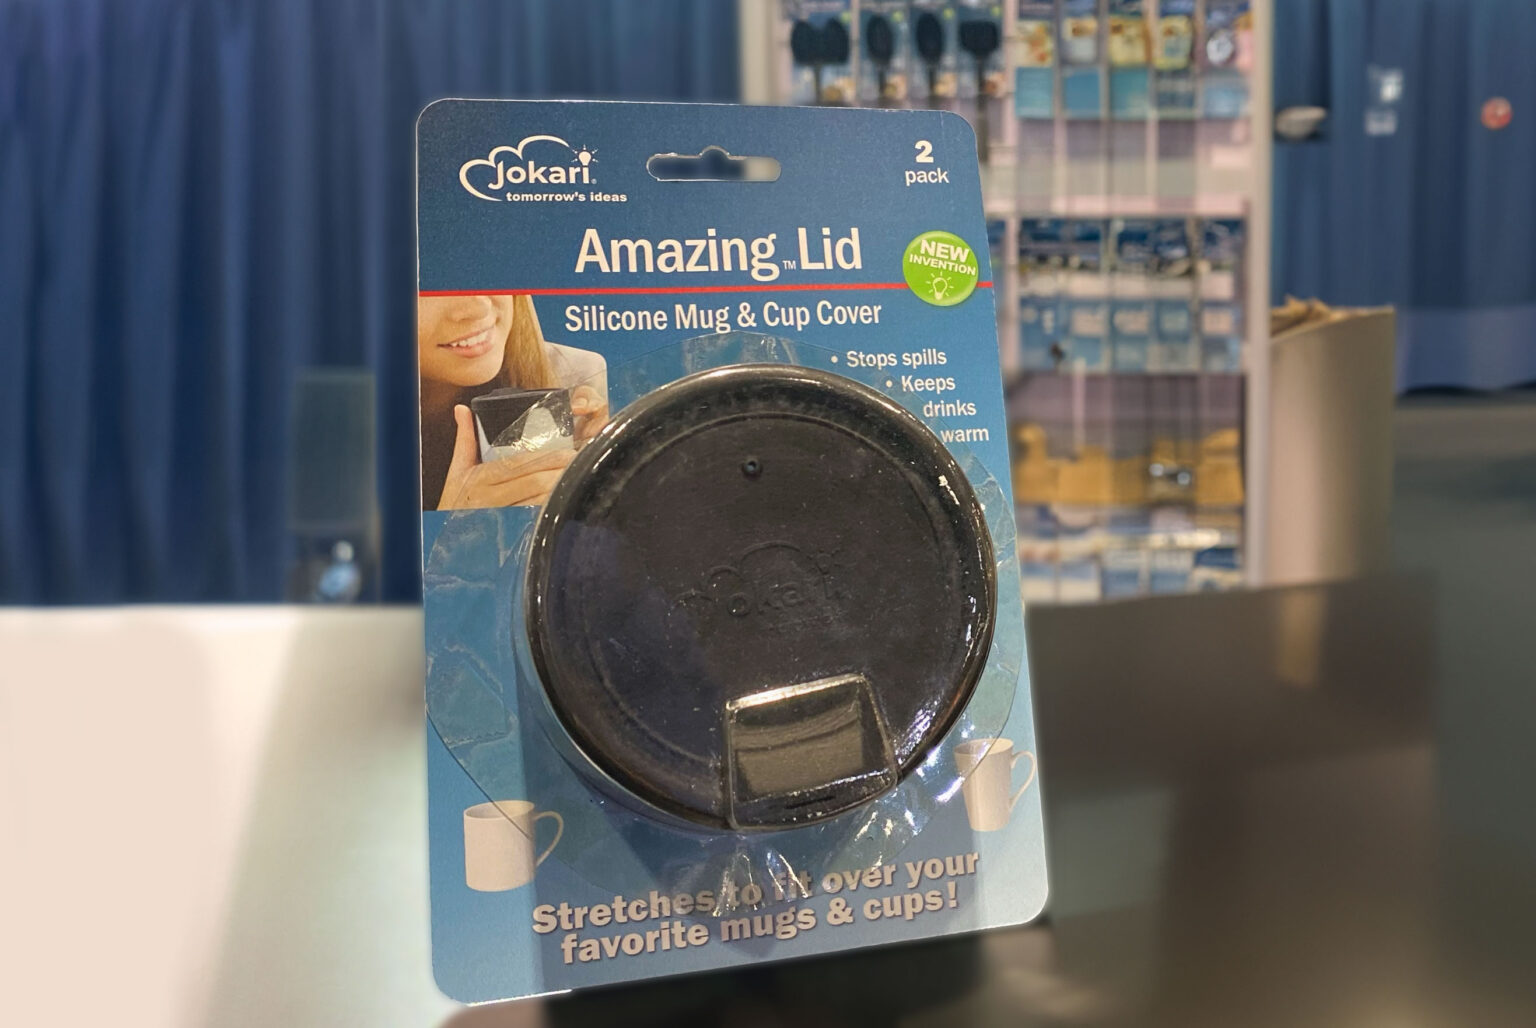 Jokari®
tomorrow's ideas
2
pack
Amazing™ Lid
NEW
INVENTION
Silicone Mug & Cup Cover
• Stops spills
• Keeps
drinks
warm
Jokari
Stretches to fit over your
favorite mugs & cups!